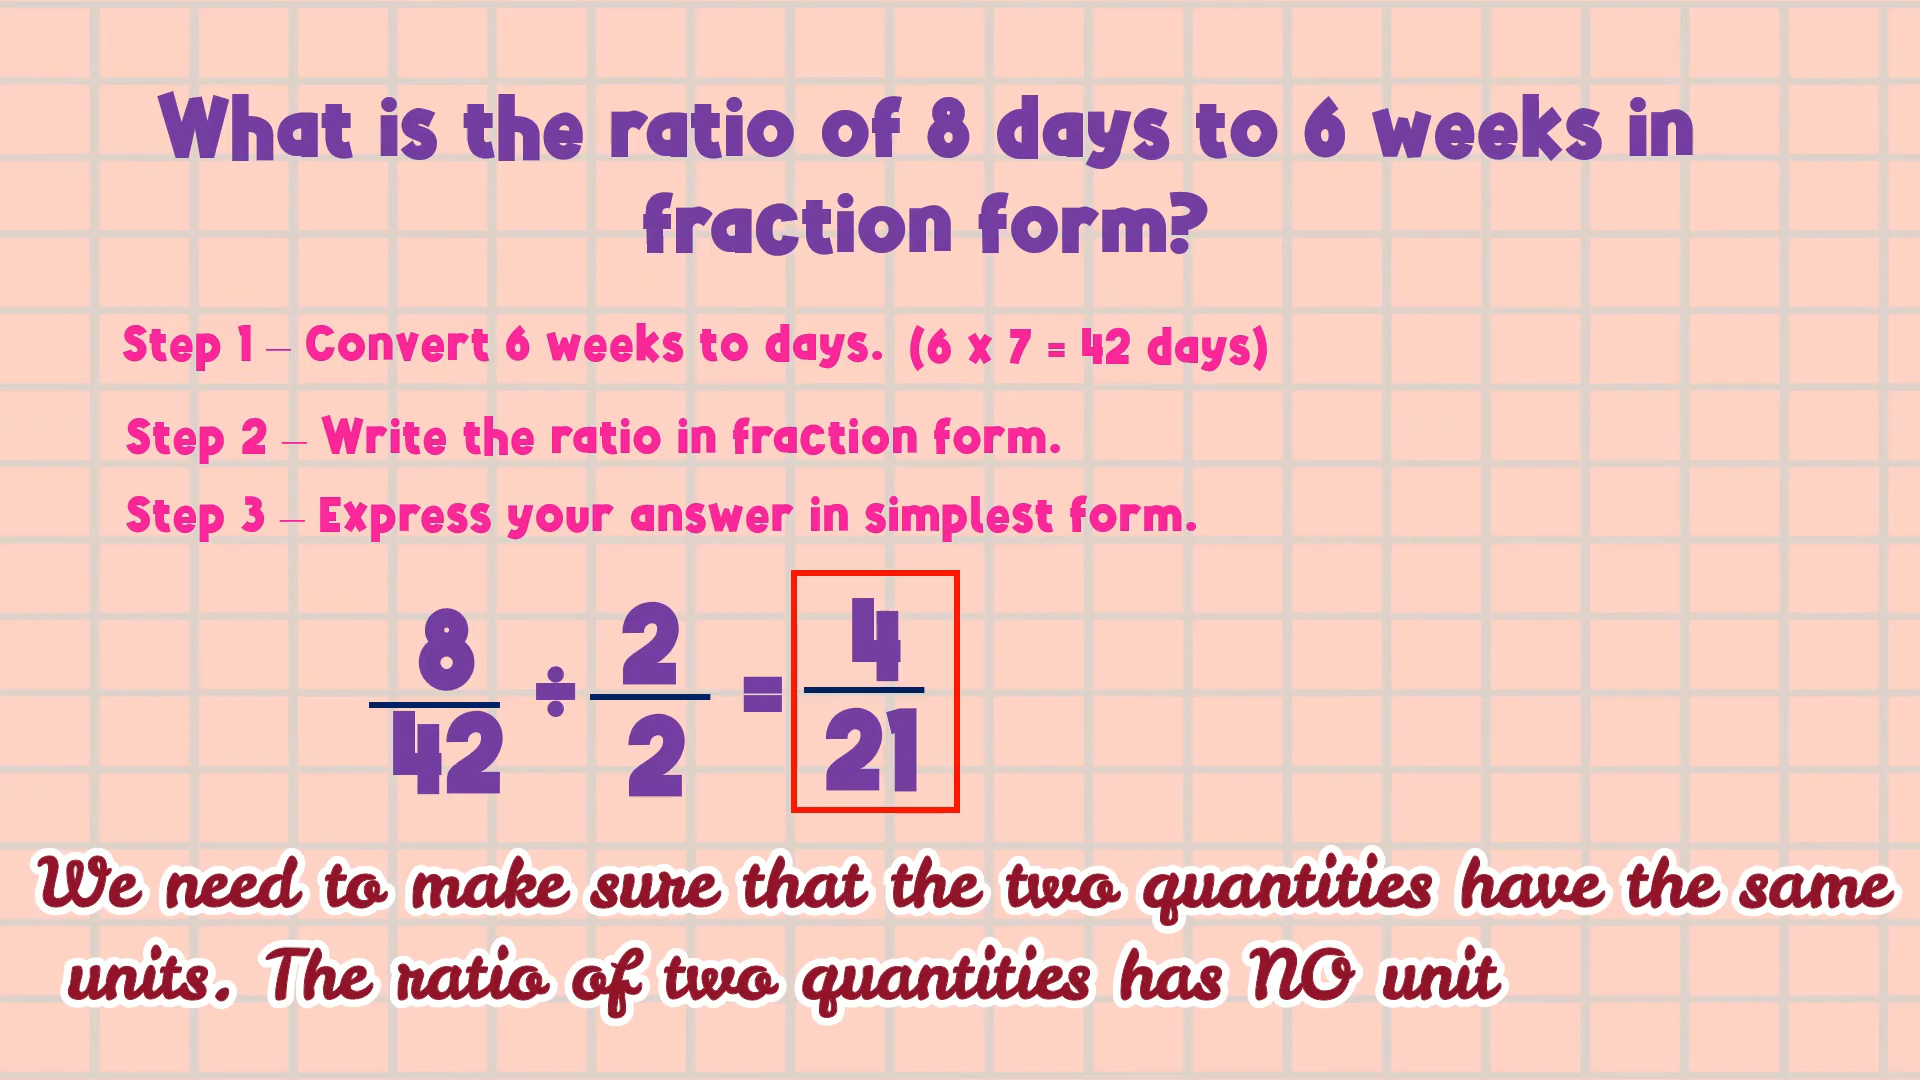 What is the ratio of 8 days to 6 weeks in
fraction form?
Step 1 – Convert 6 weeks to days. (6 x 7 = 42 days)
Step 2 – Write the ratio in fraction form.
Step 3 – Express your answer in simplest form.
8/42 ÷ 2/2 = 4/21
We need to make sure that the two quantities have the same
units. The ratio of two quantities has NO unit